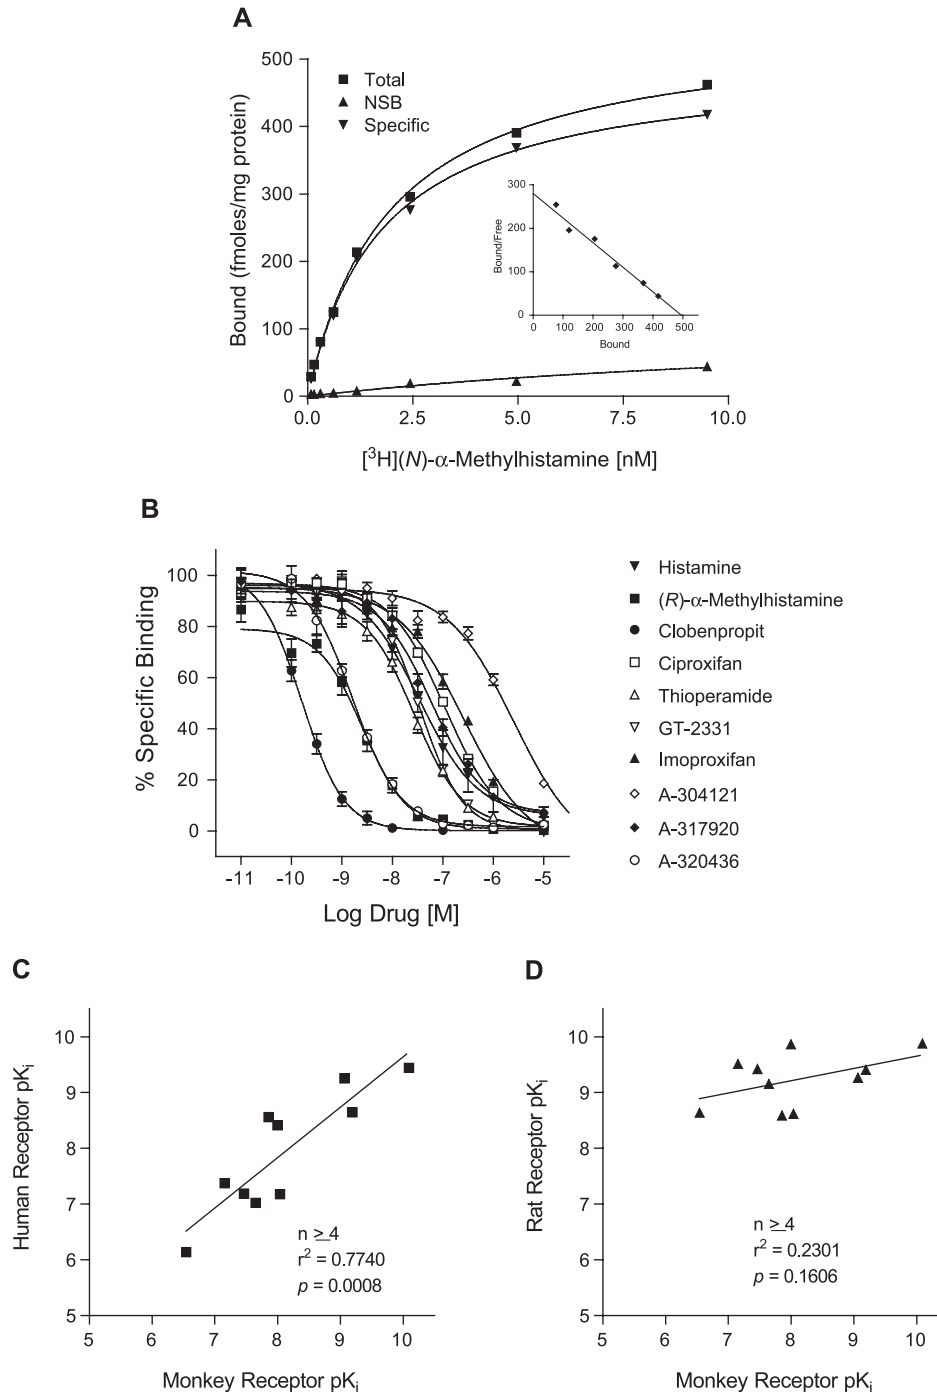 A
500
400
300
200
100
0
Bound (fmoles/mg protein)
Total
NSB
Specific
300
200
100
0
Bound/Free
0 100 200 300 400 500
Bound
0.0 2.5 5.0 7.5 10.0
[³H](N)-α-Methylhistamine [nM]
B
100
80
60
40
20
0
% Specific Binding
-11 -10 -9 -8 -7 -6 -5
Log Drug [M]
Histamine
(R)-α-Methylhistamine
Clobenpropit
Ciproxifan
Thioperamide
GT-2331
Imoproxifan
A-304121
A-317920
A-320436
C
10
9
8
7
6
5
Human Receptor pKᵢ
n ≥4
r² = 0.7740
p = 0.0008
5 6 7 8 9 10
Monkey Receptor pKᵢ
D
10
9
8
7
6
5
Rat Receptor pKᵢ
n ≥4
r² = 0.2301
p = 0.1606
5 6 7 8 9 10
Monkey Receptor pKᵢ